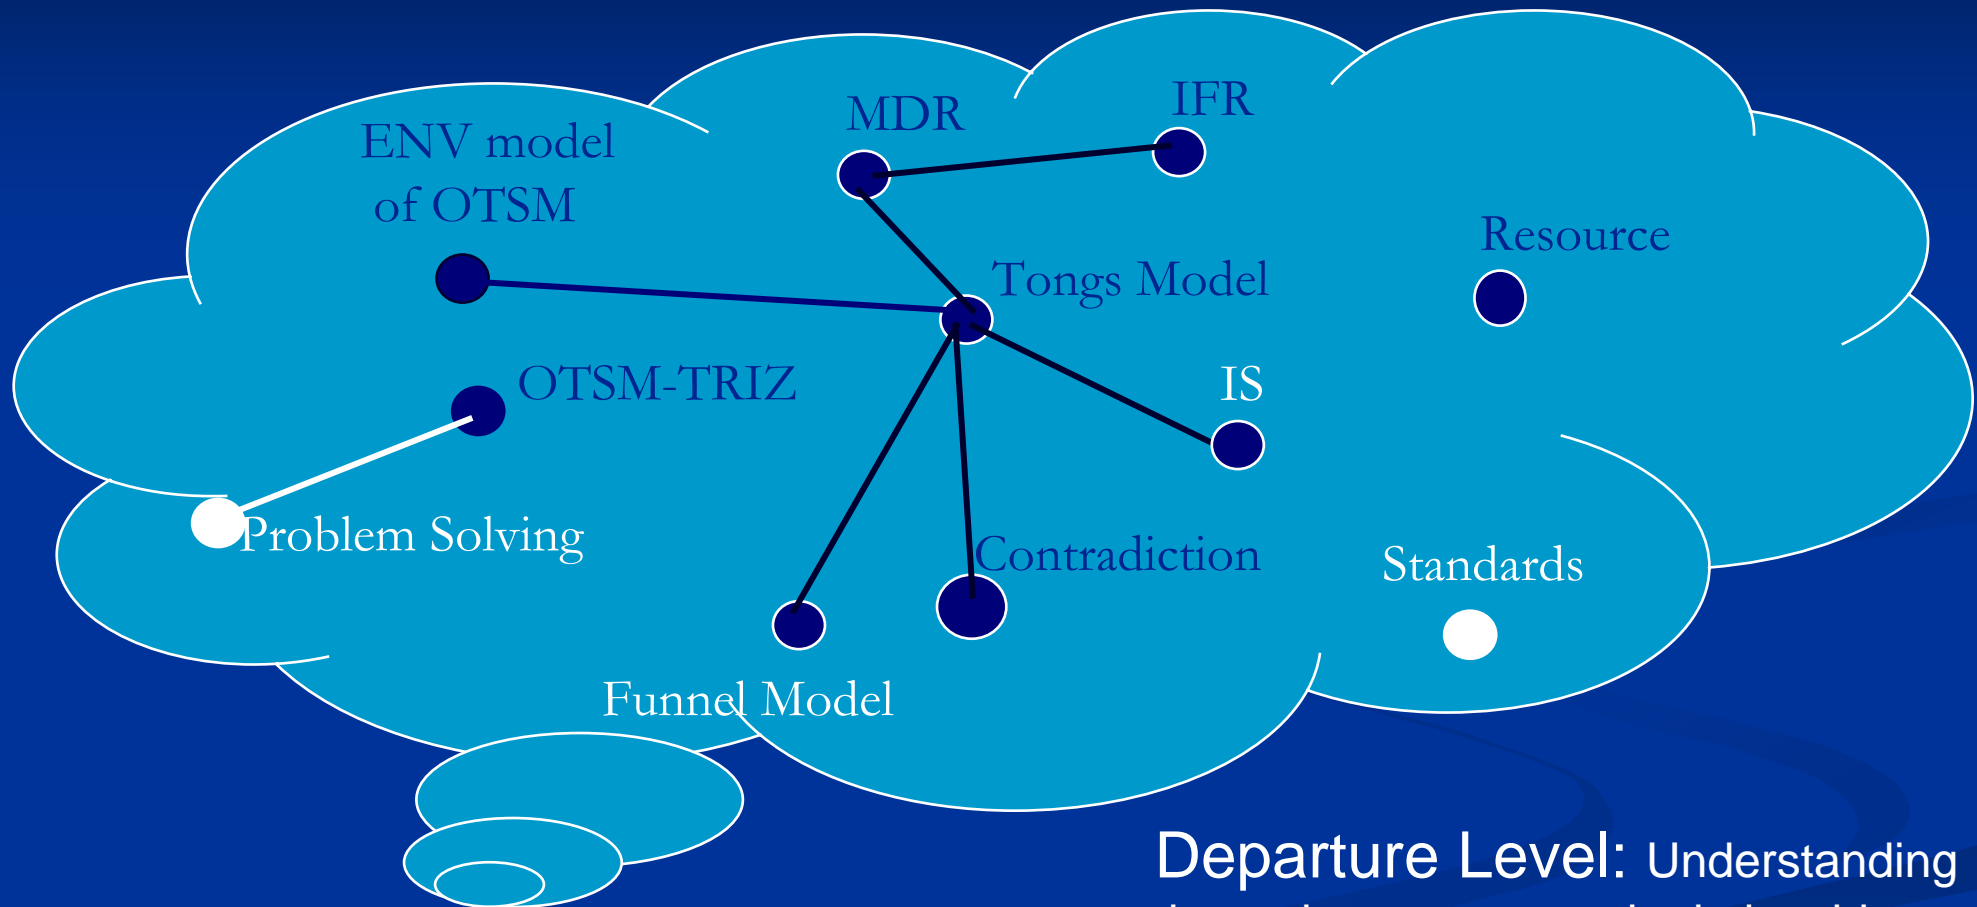 MDR
IFR
ENV model
of OTSM
Resource
Tongs Model
OTSM-TRIZ
IS
Problem Solving
Contradiction
Standards
Funnel Model
Departure Level: Understanding